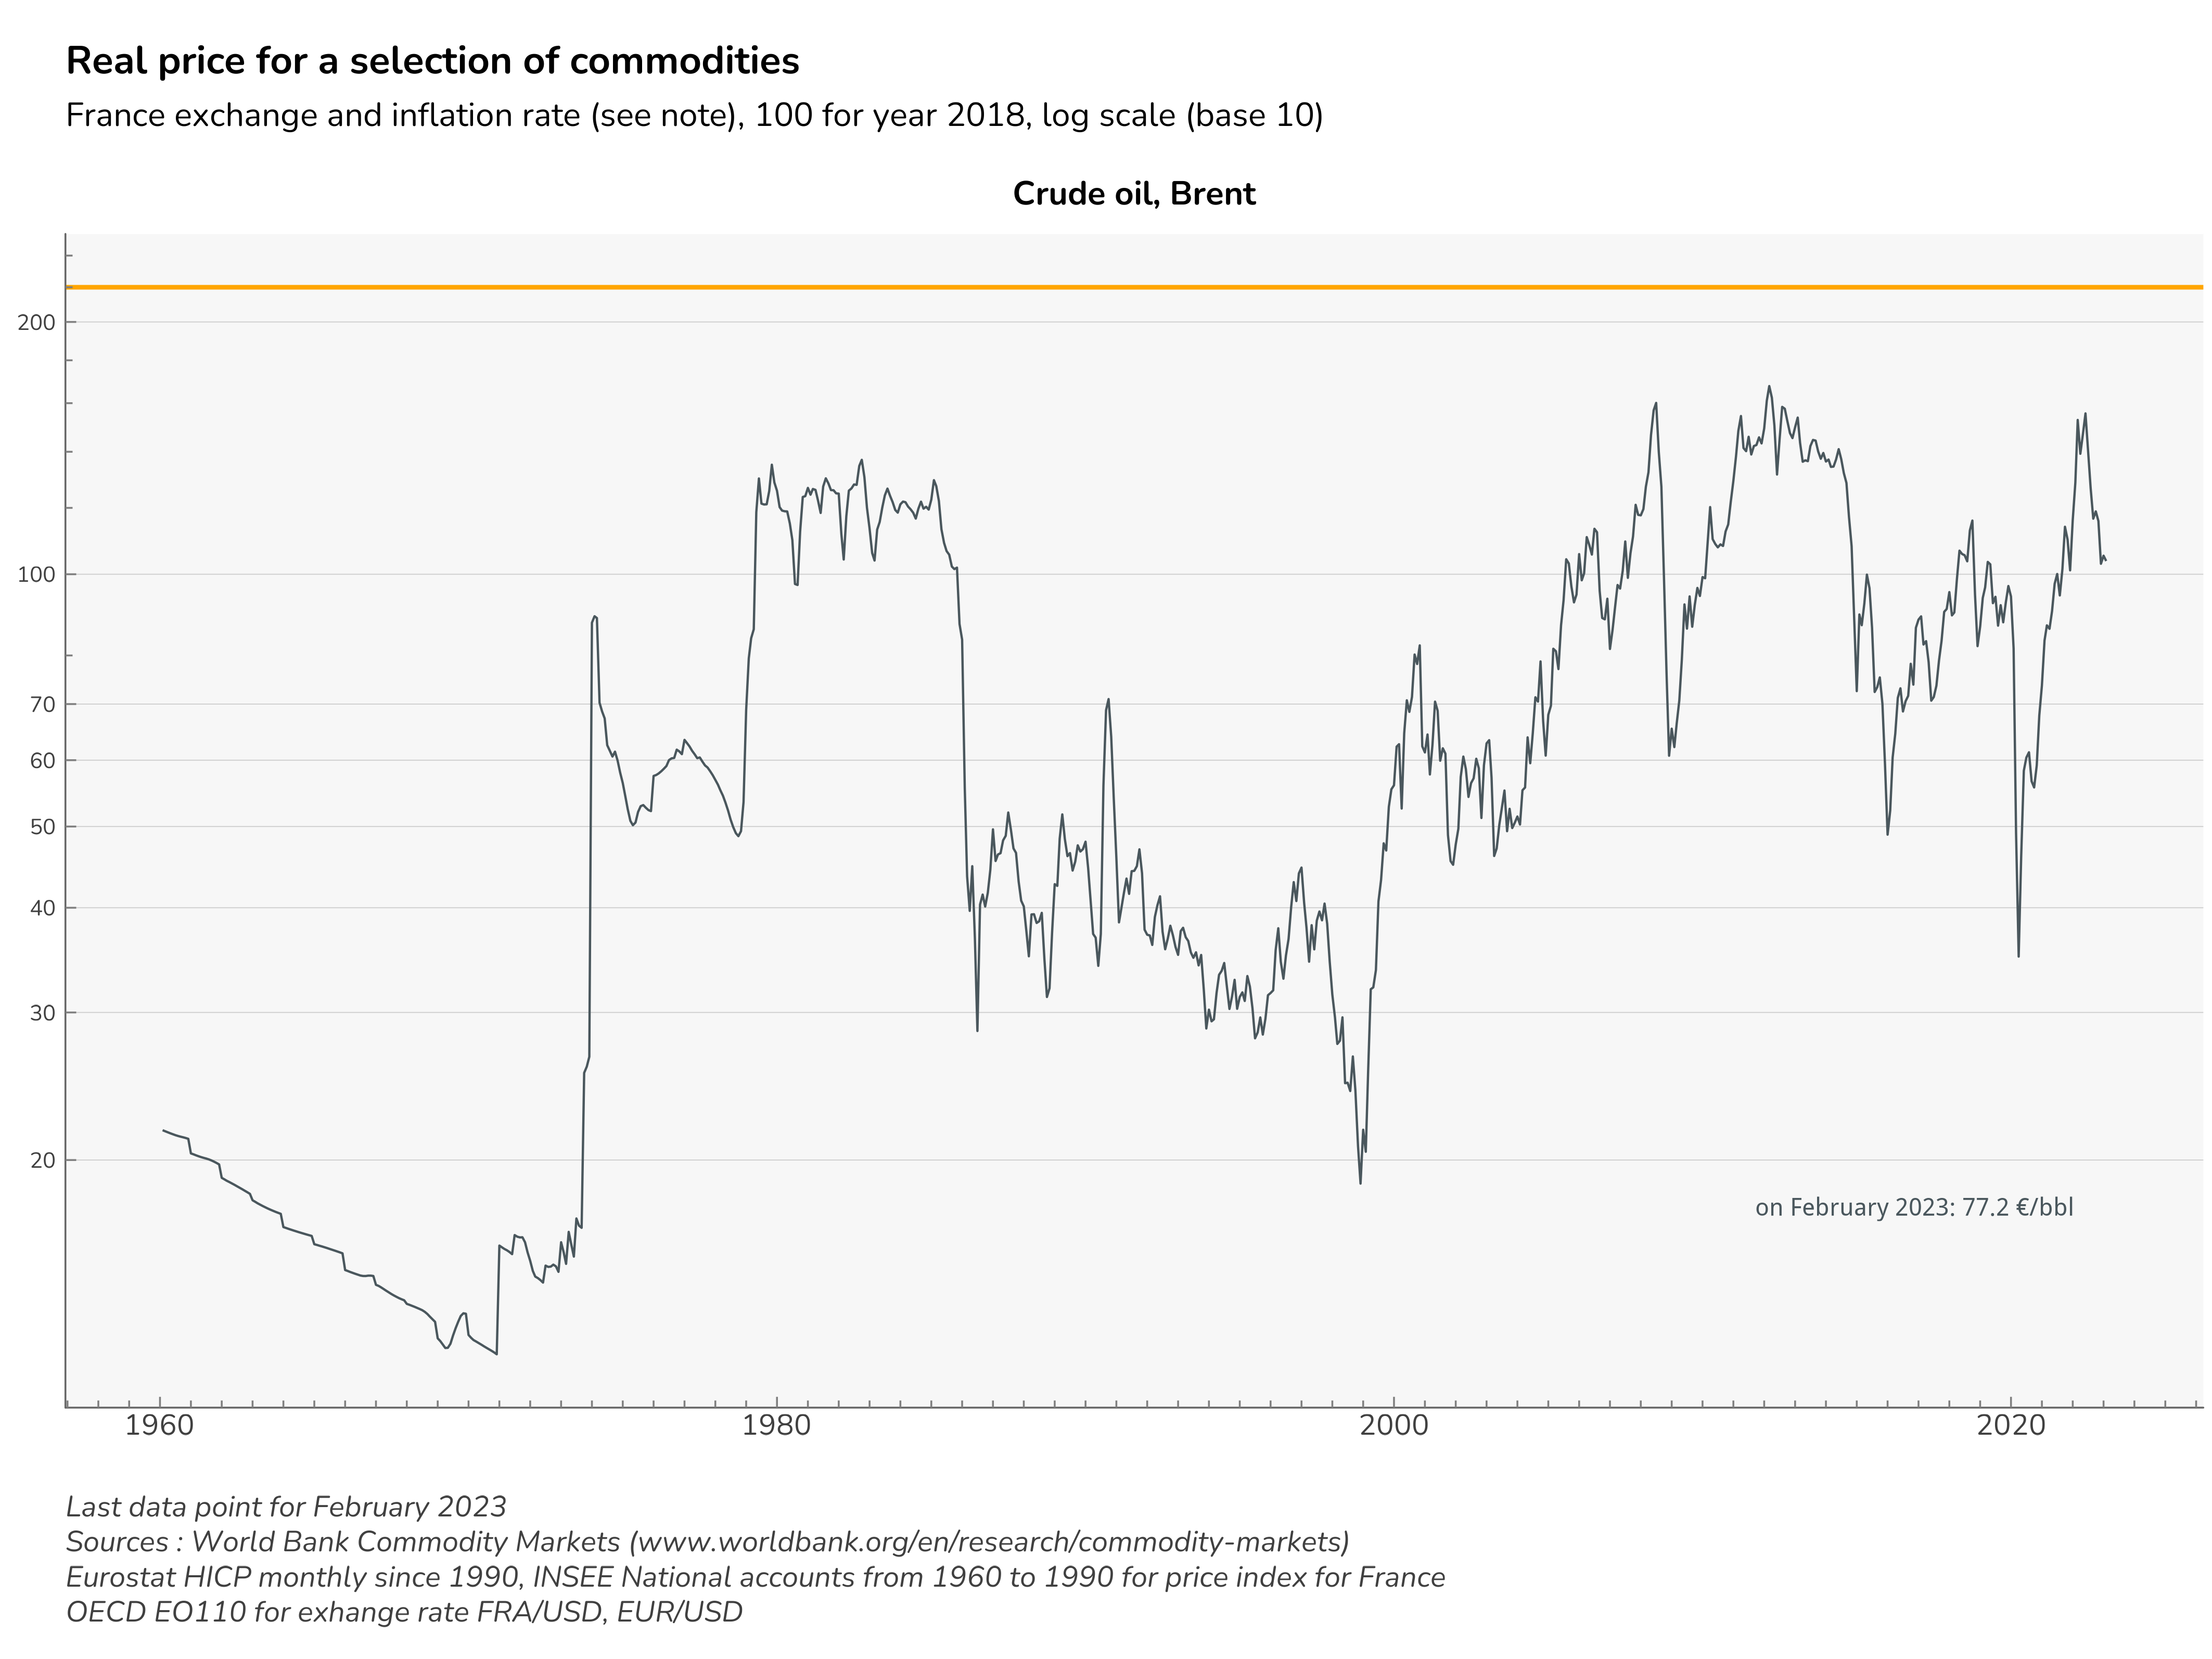 Real price for a selection of commodities
France exchange and inflation rate (see note), 100 for year 2018, log scale (base 10)
Crude oil, Brent
200
100
70
60
50
40
30
20
on February 2023: 77.2 €/bbl
1960 1980 2000 2020
Last data point for February 2023
Sources : World Bank Commodity Markets (www.worldbank.org/en/research/commodity-markets)
Eurostat HICP monthly since 1990, INSEE National accounts from 1960 to 1990 for price index for France
OECD EO110 for exhange rate FRA/USD, EUR/USD